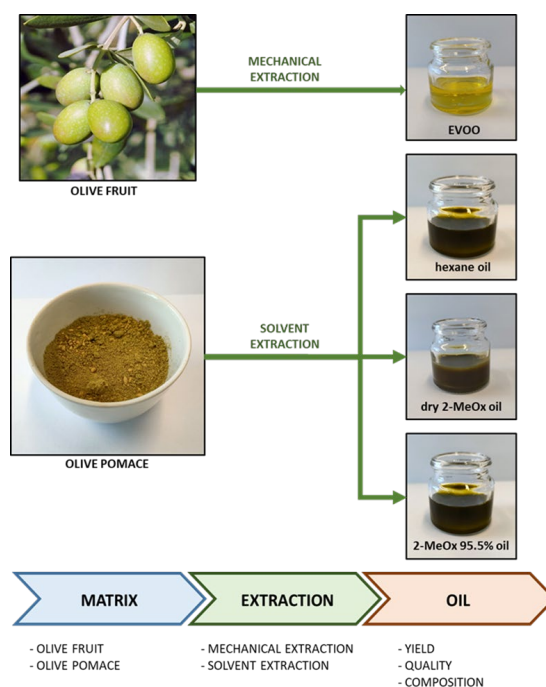 MECHANICAL
EXTRACTION
EVOO
OLIVE FRUIT
hexane oil
SOLVENT
EXTRACTION
dry 2-MeOx oil
OLIVE POMACE
2-MeOx 95.5% oil
MATRIX
EXTRACTION
OIL
- OLIVE FRUIT
- OLIVE POMACE
- MECHANICAL EXTRACTION
- SOLVENT EXTRACTION
- YIELD
- QUALITY
- COMPOSITION